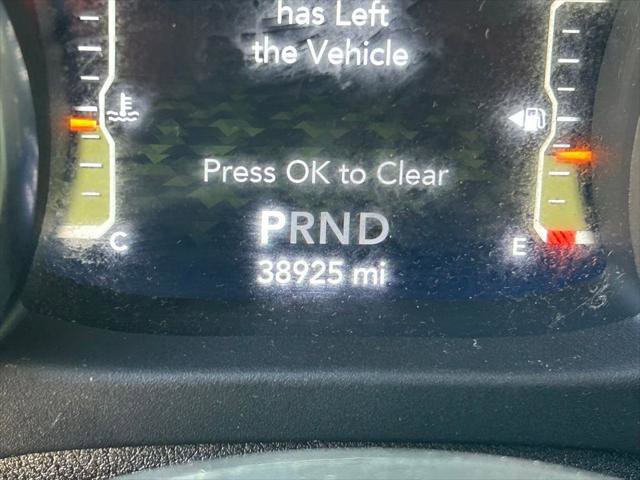 has Left
the Vehicle
Press OK to Clear
PRND
38925 mi
C
E